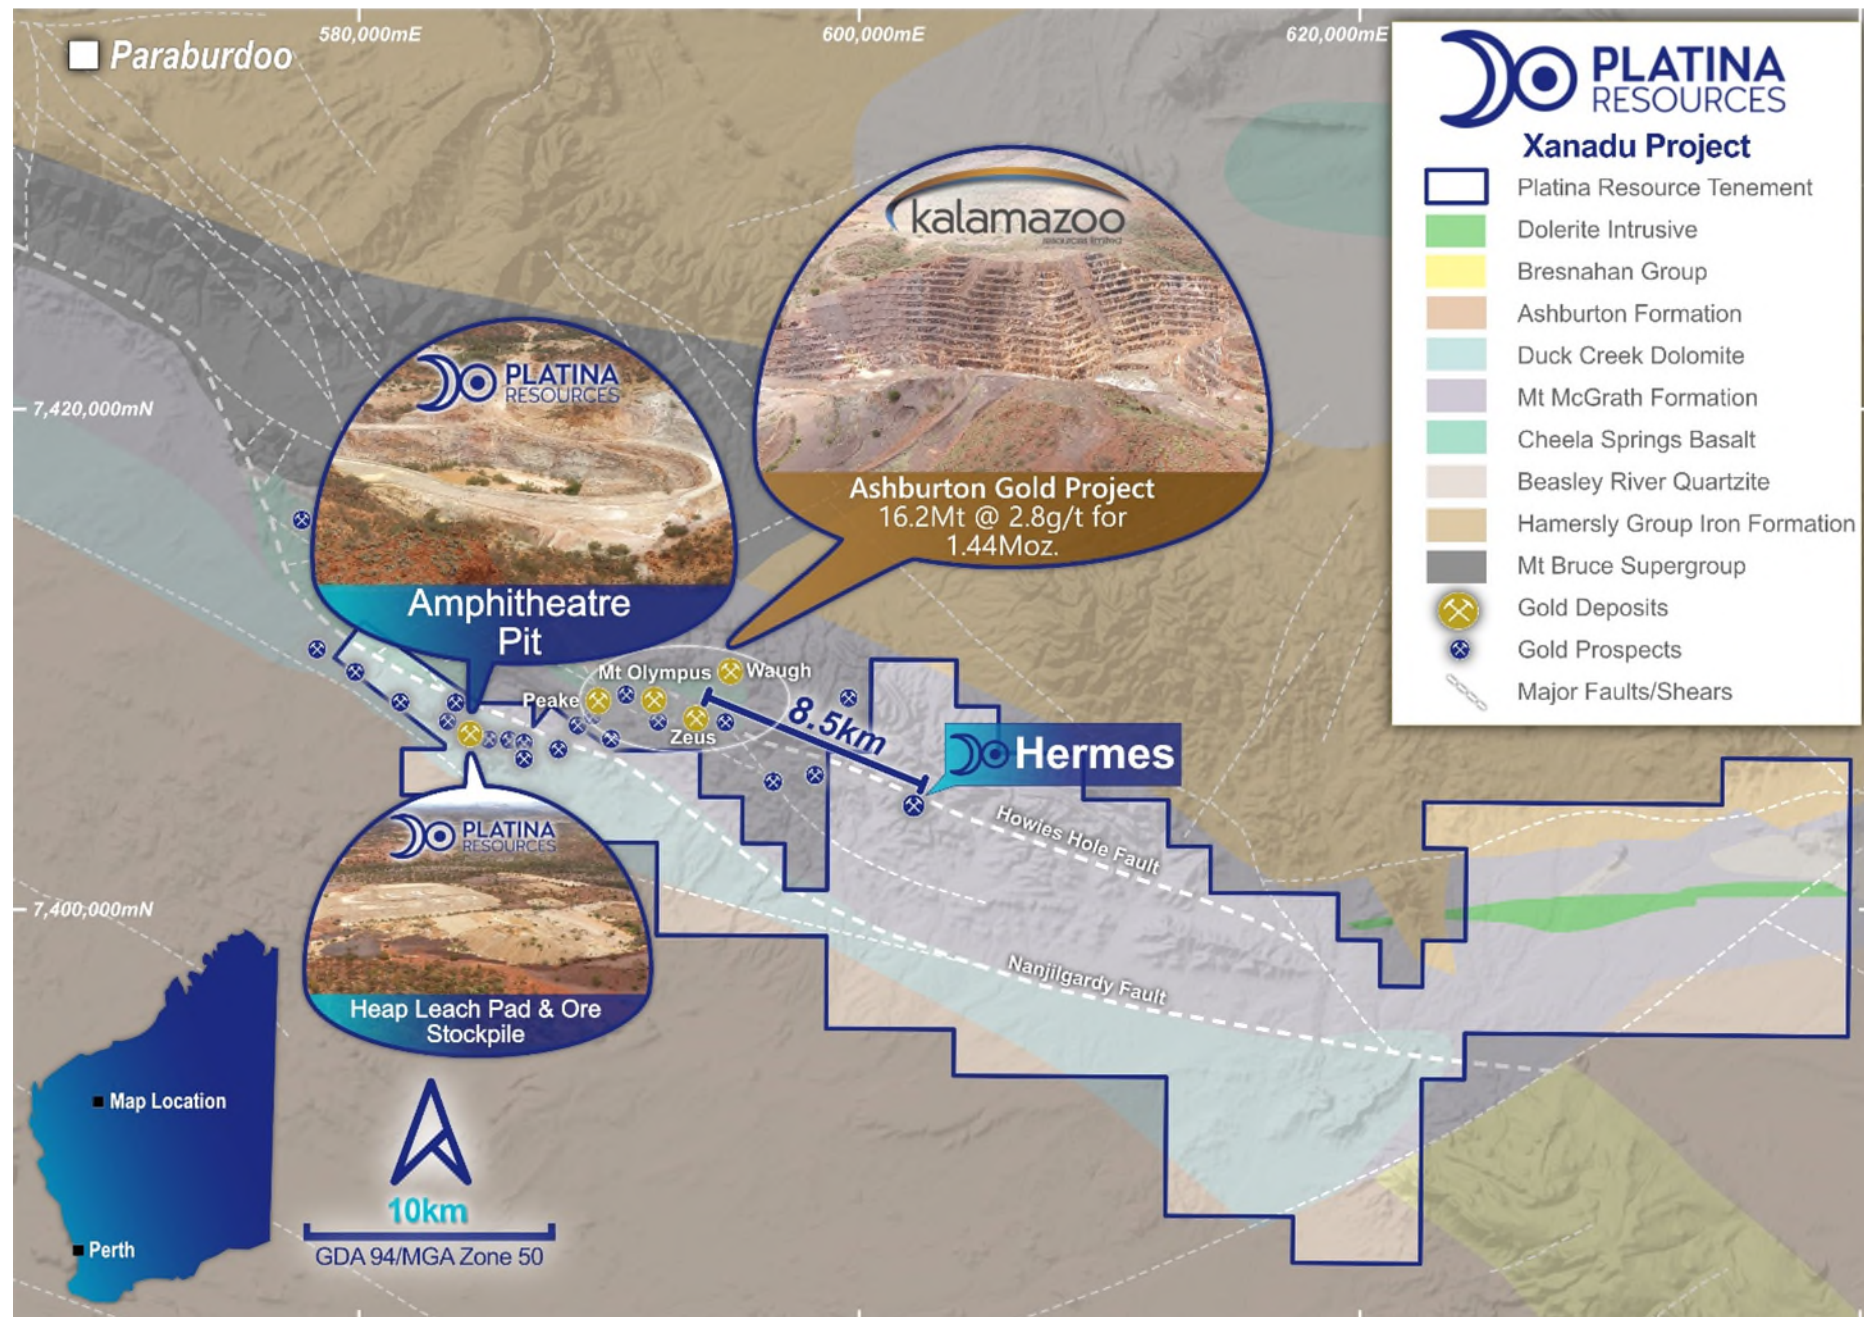 Paraburdoo
580,000mE
600,000mE
620,000mE
PLATINA
RESOURCES
Xanadu Project
Platina Resource Tenement
Dolerite Intrusive
Bresnahan Group
Ashburton Formation
Duck Creek Dolomite
Mt McGrath Formation
Cheela Springs Basalt
Beasley River Quartzite
Hamersly Group Iron Formation
Mt Bruce Supergroup
Gold Deposits
Gold Prospects
Major Faults/Shears
kalamazoo
resources limited
Ashburton Gold Project
16.2Mt @ 2.8g/t for
1.44Moz.
PLATINA
RESOURCES
Amphitheatre
Pit
7,420,000mN
Mt Olympus
Waugh
Peake
Zeus
8.5km
Hermes
Howies Hole Fault
Nanjilgardy Fault
PLATINA
RESOURCES
Heap Leach Pad & Ore
Stockpile
7,400,000mN
Map Location
Perth
10km
GDA 94/MGA Zone 50